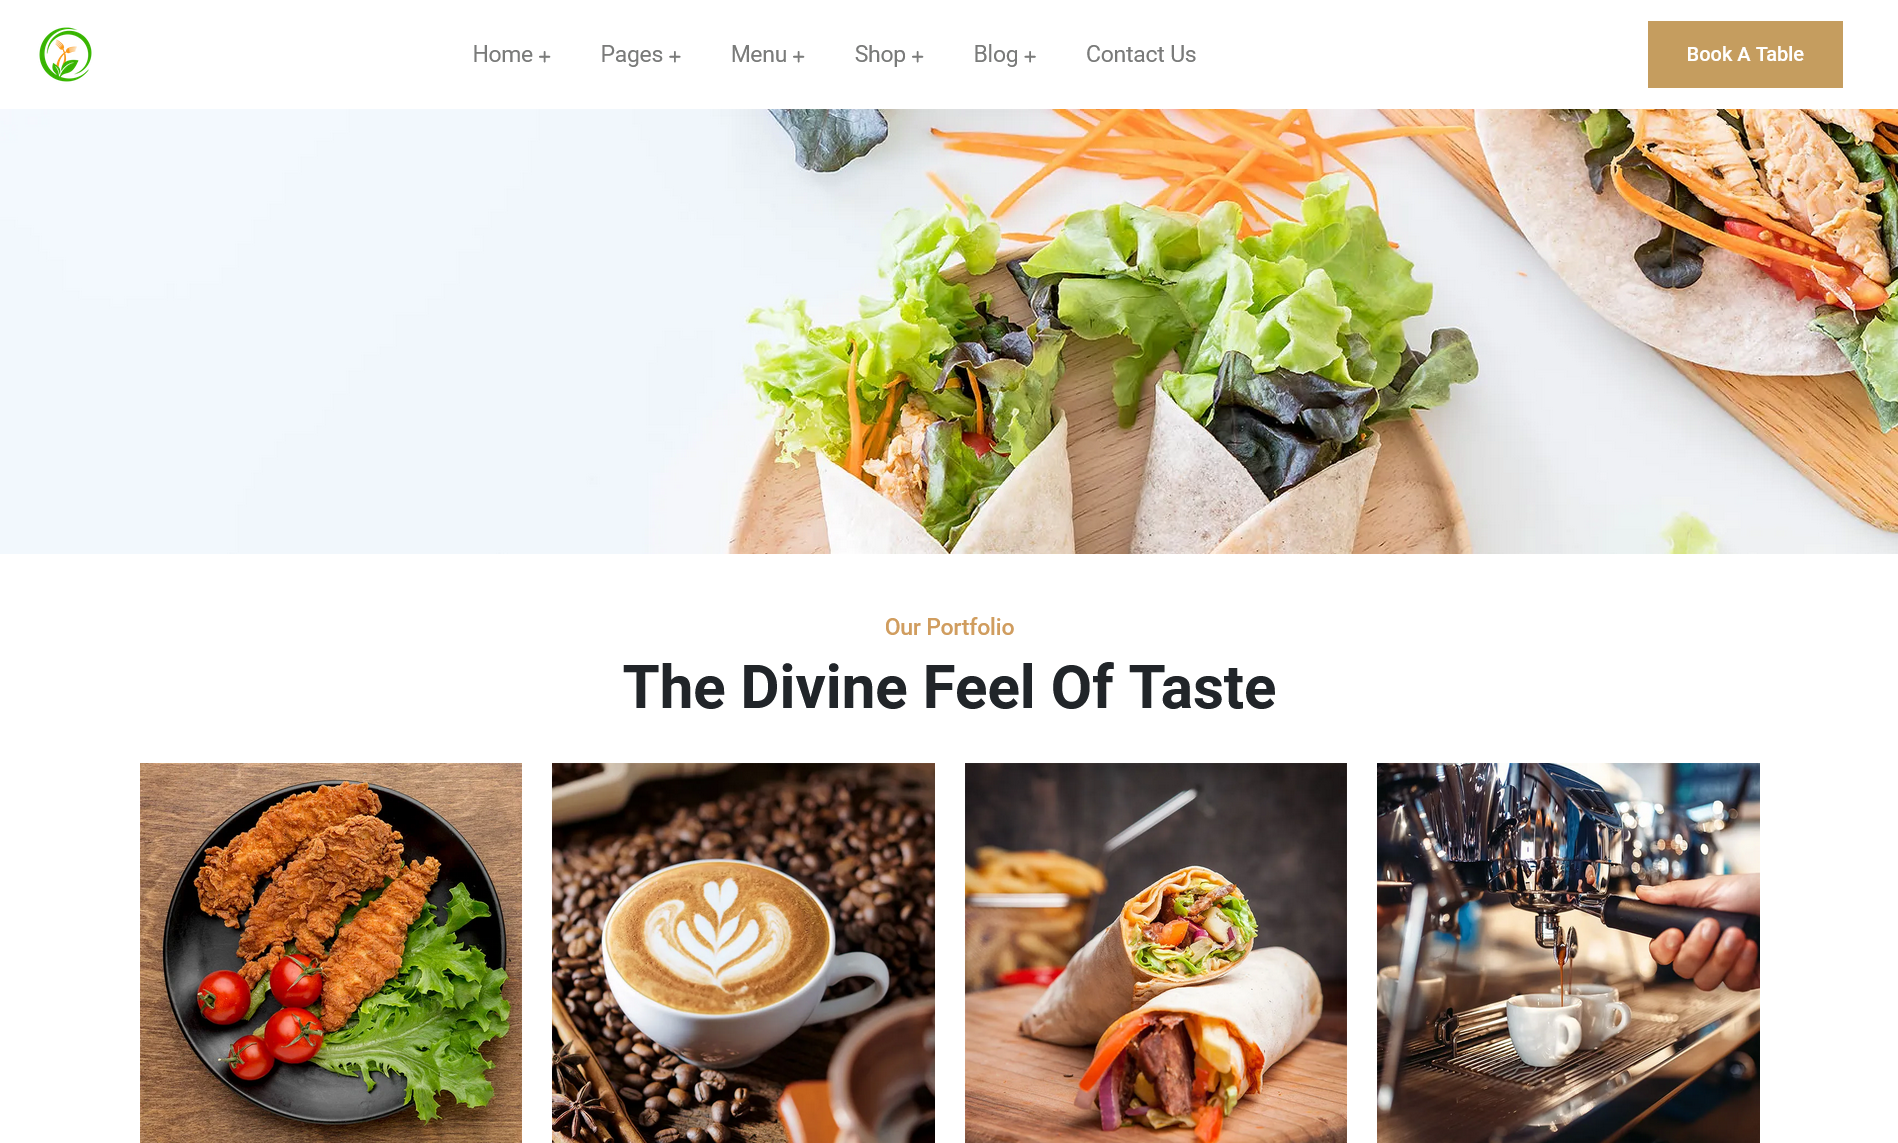 Home + Pages + Menu + Shop + Blog + Contact Us
Book A Table
Our Portfolio
The Divine Feel Of Taste